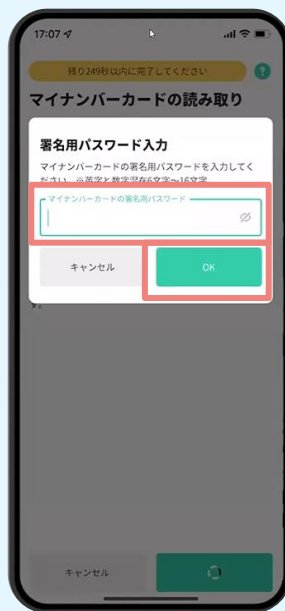 17:07
残り249秒以内に完了してください
?
マイナンバーカードの読み取り
署名用パスワード入力
マイナンバーカードの署名用パスワードを入力してく
ださい ※英字と数字混在6文字～16文字
マイナンバーカードの署名用パスワード
キャンセル
OK
キャンセル